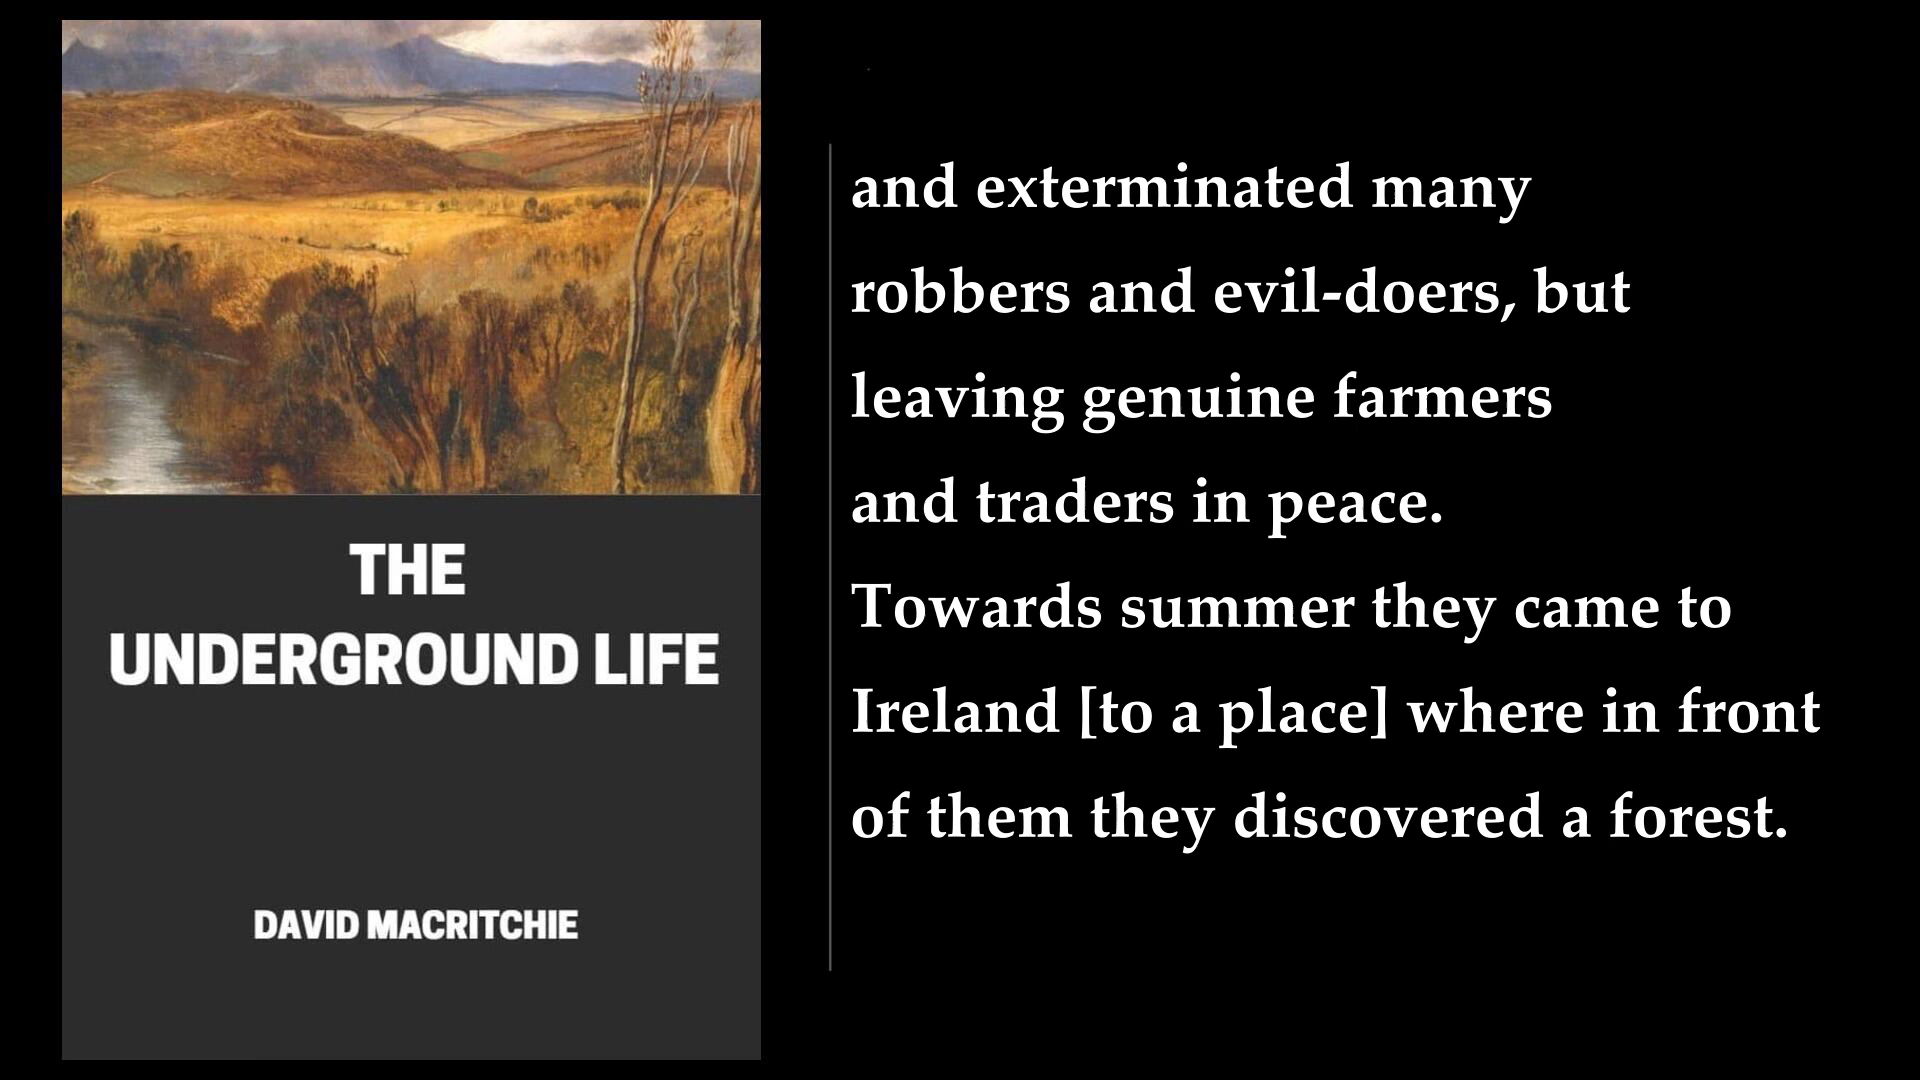 THE
UNDERGROUND LIFE
DAVID MACRITCHIE
and exterminated many
robbers and evil-doers, but
leaving genuine farmers
and traders in peace.
Towards summer they came to
Ireland [to a place] where in front
of them they discovered a forest.